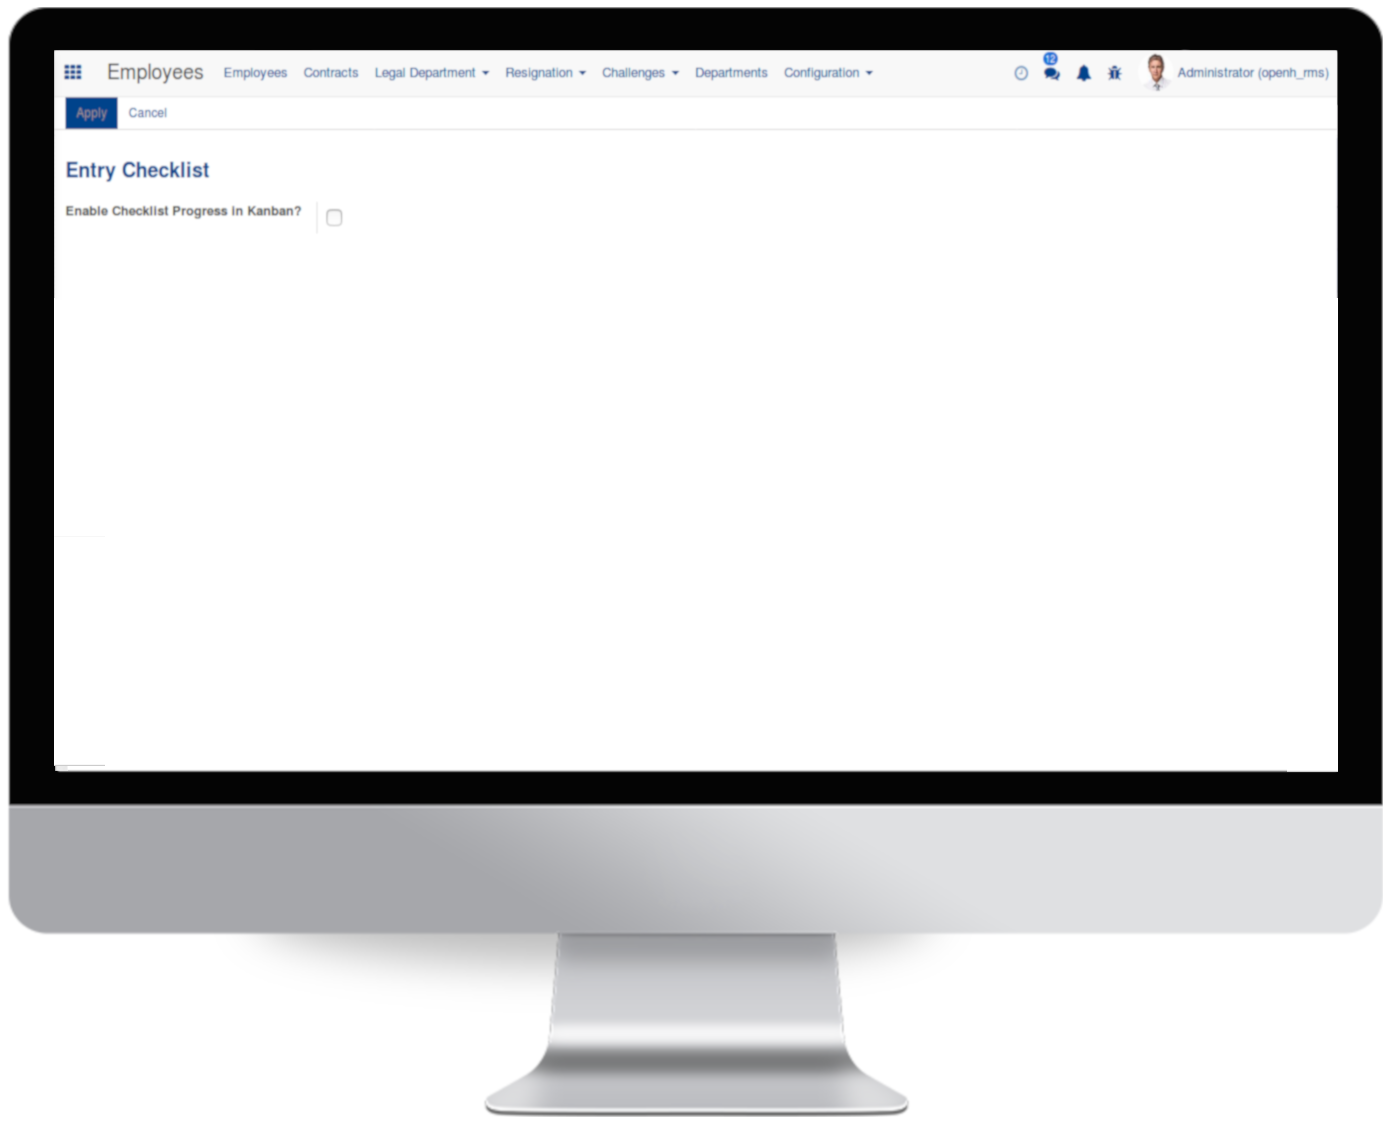 Employees Employees Contracts Legal Department Resignation Challenges Departments Configuration 12 Administrator (openh_rms)
Apply Cancel
Entry Checklist
Enable Checklist Progress in Kanban?